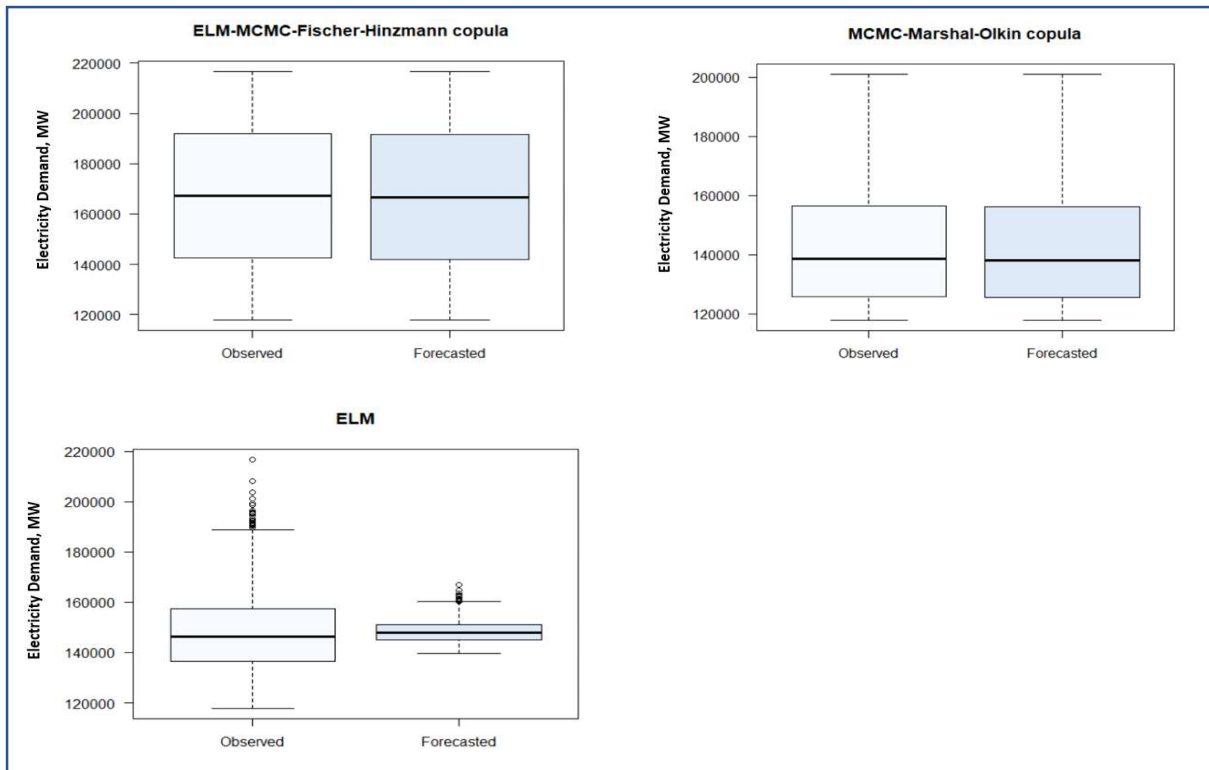 ELM-MCMC-Fischer-Hinzmann copula
Electricity Demand, MW
220000
200000
180000
160000
140000
120000
Observed
Forecasted
MCMC-Marshal-Olkin copula
Electricity Demand, MW
200000
180000
160000
140000
120000
Observed
Forecasted
ELM
Electricity Demand, MW
220000
200000
180000
160000
140000
120000
Observed
Forecasted